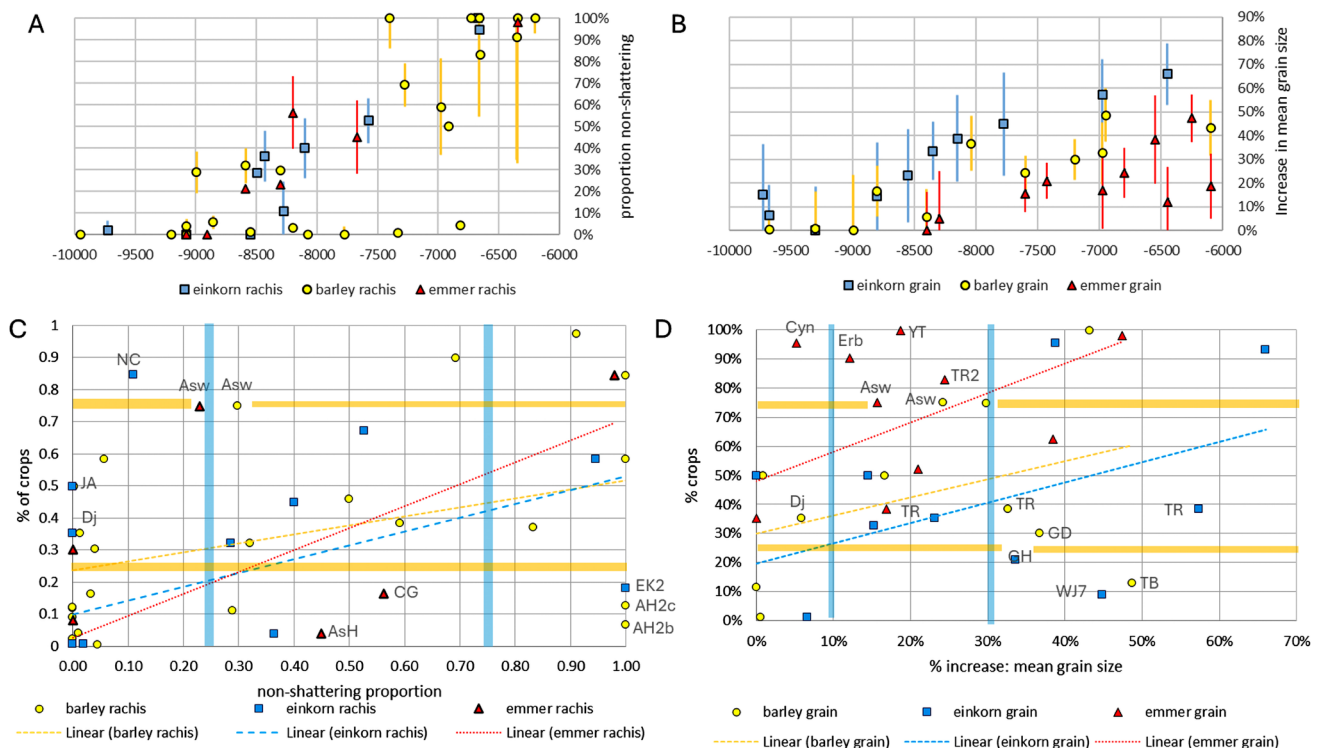 A
100%
90%
80%
70%
60%
50%
40%
30%
20%
10%
0%
proportion non-shattering
-10000 -9500 -9000 -8500 -8000 -7500 -7000 -6500 -6000
einkorn rachis barley rachis emmer rachis
B
90%
80%
70%
60%
50%
40%
30%
20%
10%
0%
Increase in mean grain size
-10000 -9500 -9000 -8500 -8000 -7500 -7000 -6500 -6000
einkorn grain barley grain emmer grain
C
% of crops
1
0.9
0.8
0.7
0.6
0.5
0.4
0.3
0.2
0.1
0
NC
Asw Asw
JA
Dj
CG
AsH
EK2
AH2c
AH2b
0.00 0.10 0.20 0.30 0.40 0.50 0.60 0.70 0.80 0.90 1.00
non-shattering proportion
barley rachis einkorn rachis emmer rachis
Linear (barley rachis) Linear (einkorn rachis) Linear (emmer rachis)
D
% crops
100%
90%
80%
70%
60%
50%
40%
30%
20%
10%
0%
Cyn Erb YT
TR2
Asw
Asw
Dj TR TR TR
GD
GH
WJ7 TB
0% 10% 20% 30% 40% 50% 60% 70%
% increase: mean grain size
barley grain einkorn grain emmer grain
Linear (barley grain) Linear (einkorn grain) Linear (emmer grain)